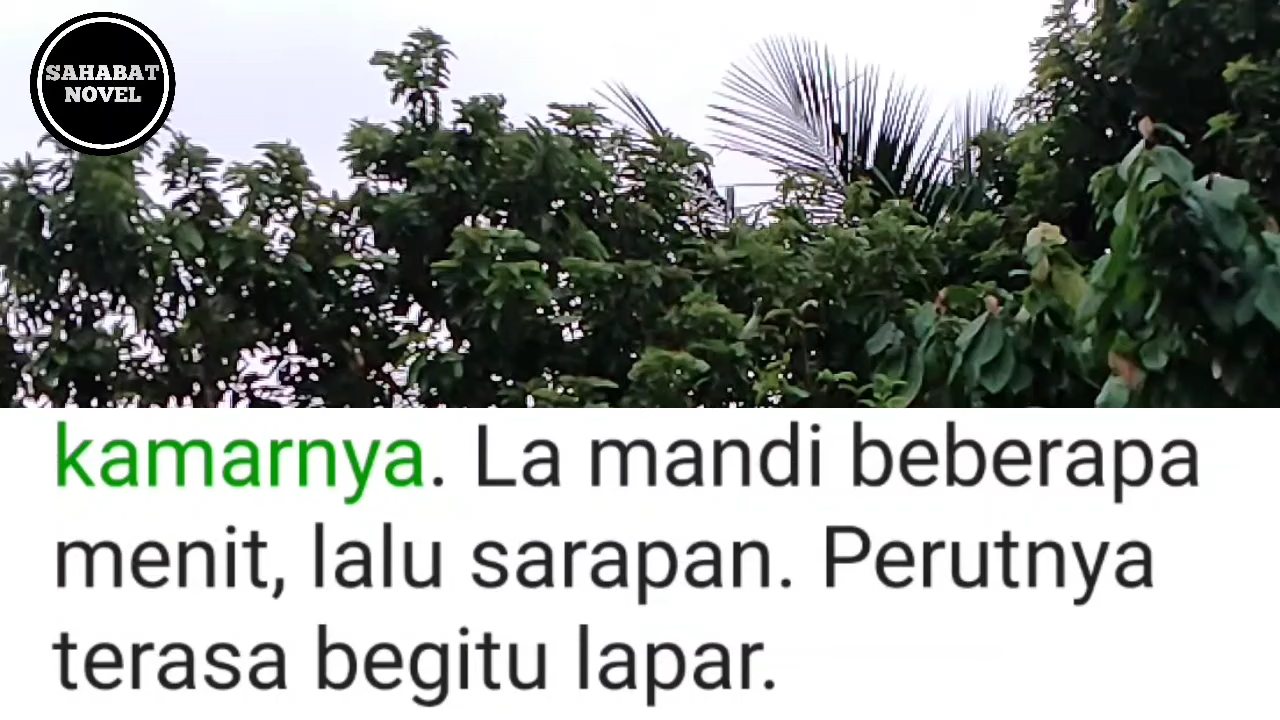 SAHABAT
NOVEL
kamarnya. La mandi beberapa
menit, lalu sarapan. Perutnya
terasa begitu lapar.